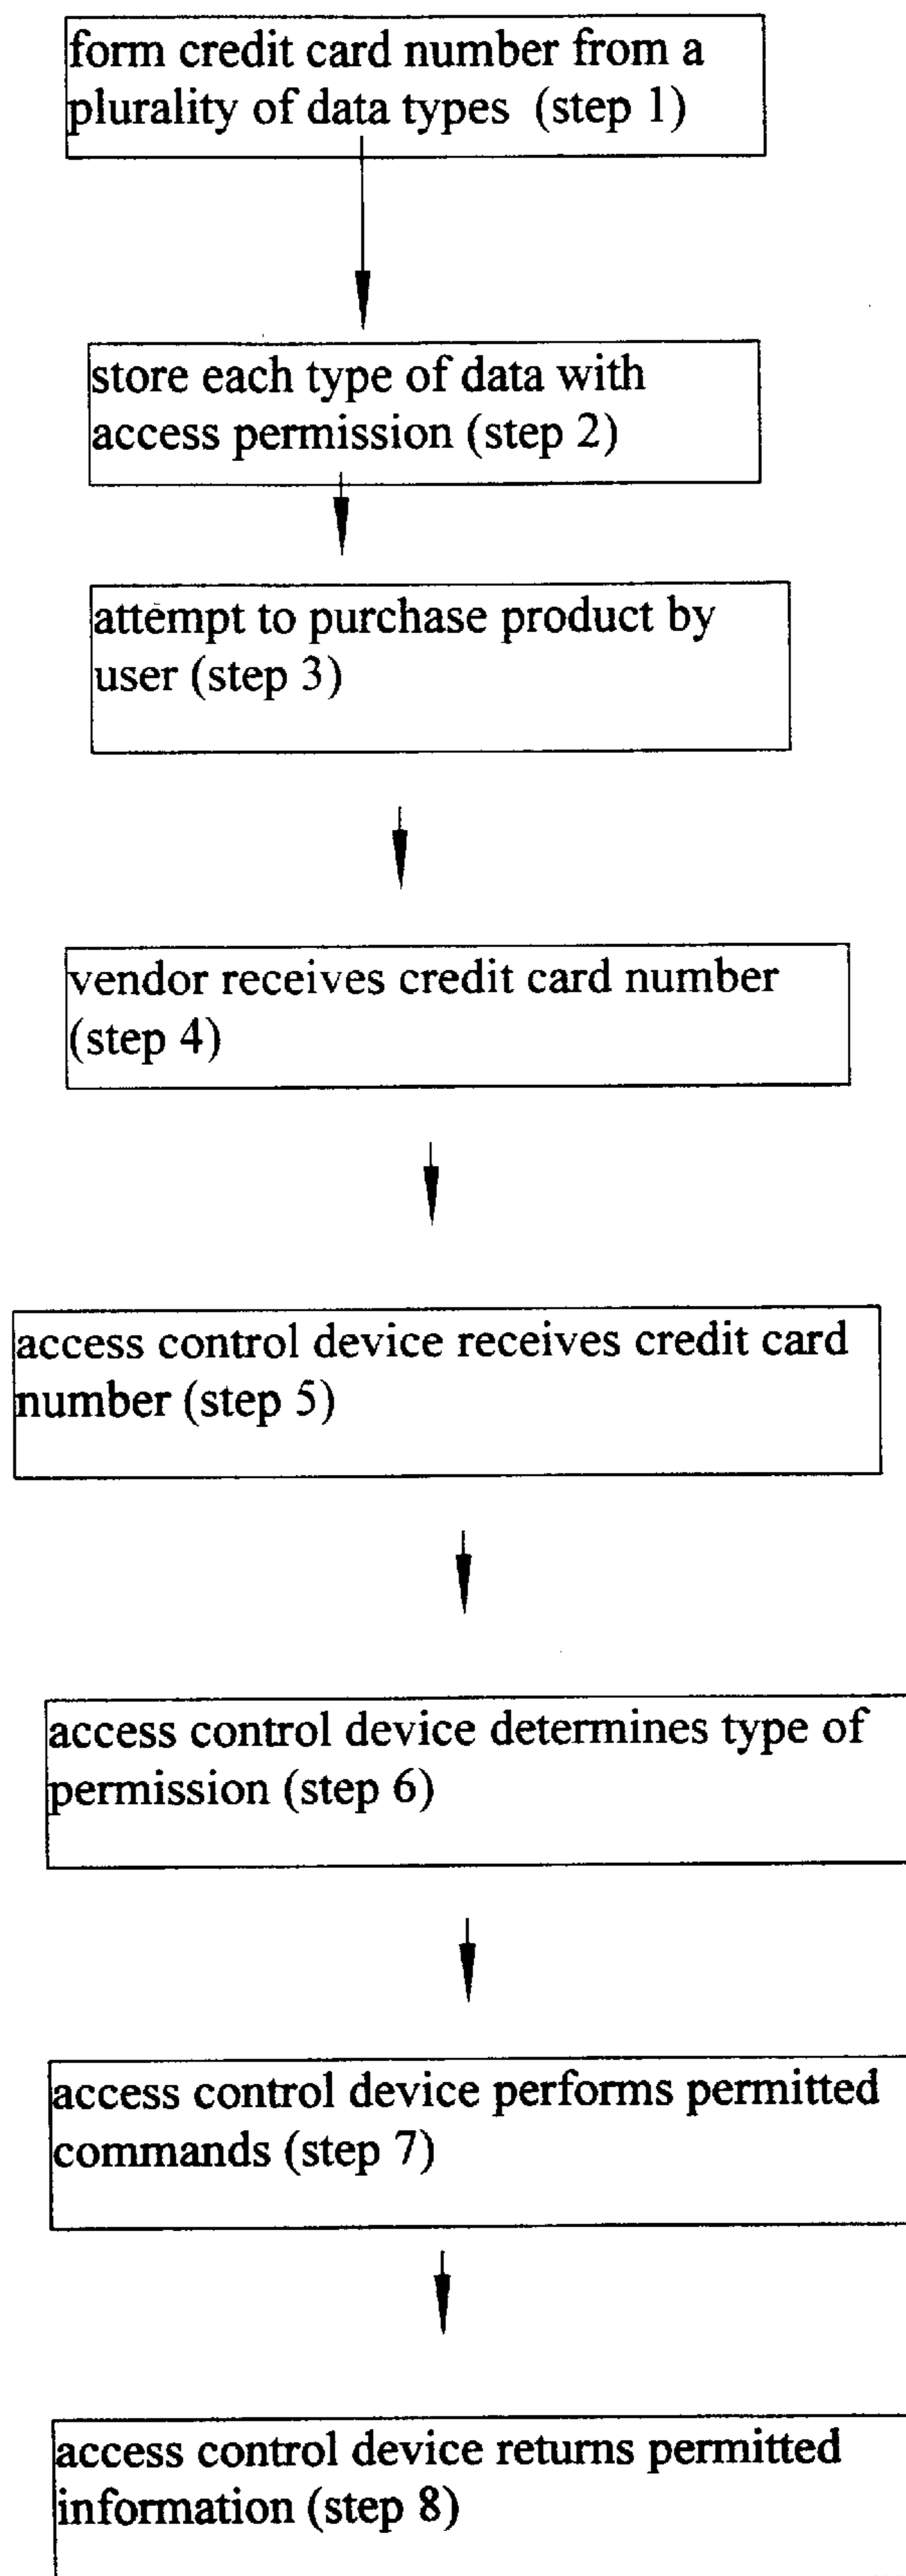 form credit card number from a
plurality of data types (step 1)
store each type of data with
access permission (step 2)
attempt to purchase product by
user (step 3)
vendor receives credit card number
(step 4)
access control device receives credit card
number (step 5)
access control device determines type of
permission (step 6)
access control device performs permitted
commands (step 7)
access control device returns permitted
information (step 8)